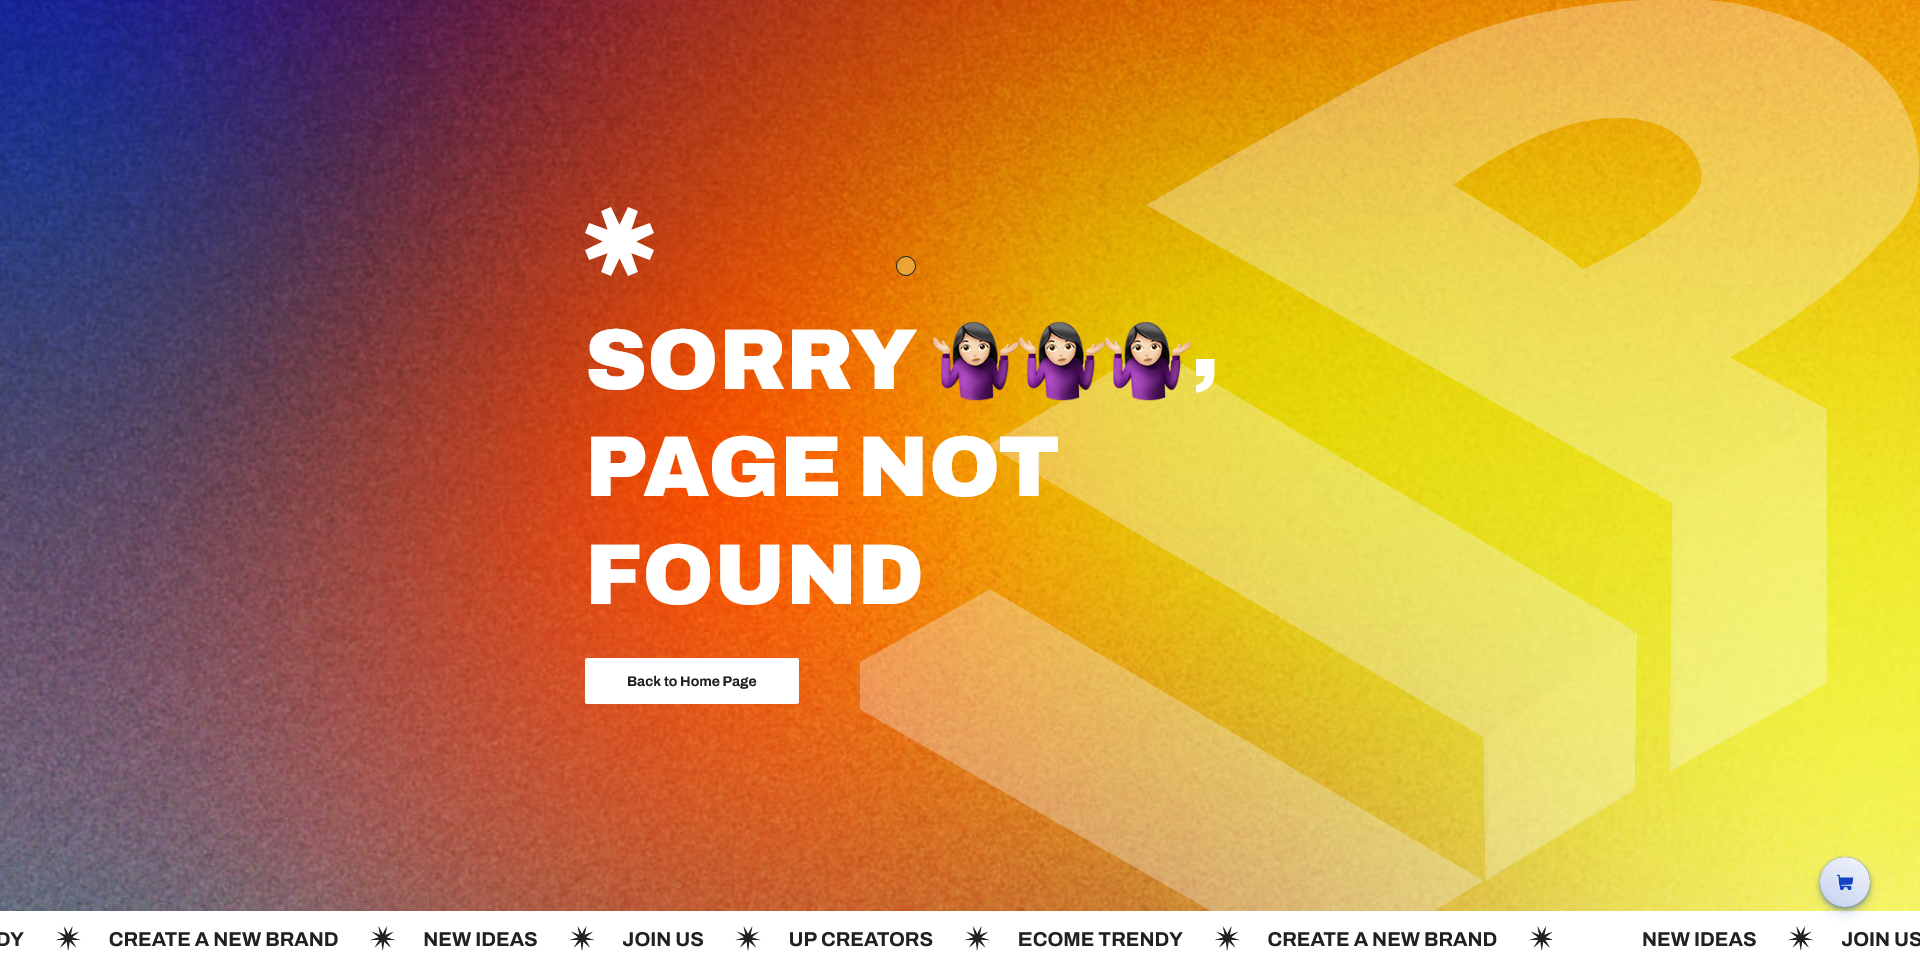 SORRY 🤷🏻‍♀️🤷🏻‍♀️🤷🏻‍♀️,
PAGE NOT
FOUND
Back to Home Page
DY ✷ CREATE A NEW BRAND ✷ NEW IDEAS ✷ JOIN US ✷ UP CREATORS ✷ ECOME TRENDY ✷ CREATE A NEW BRAND ✷ NEW IDEAS ✷ JOIN US